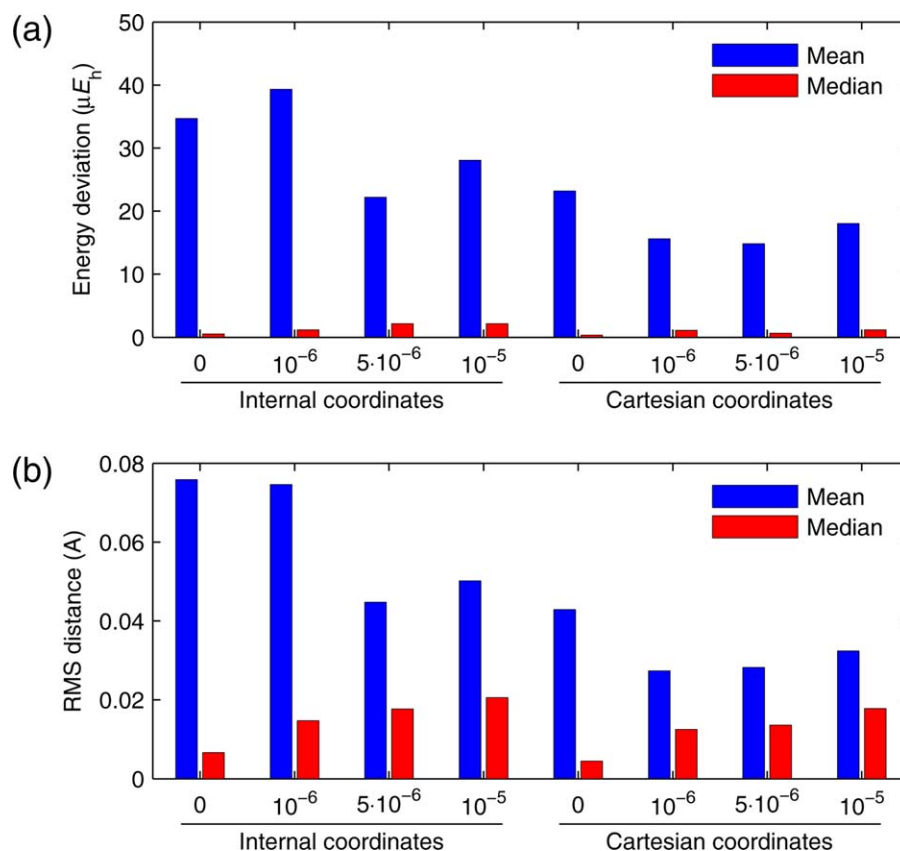 (a)
50
40
30
20
10
0
Energy deviation (μEₕ)
Mean
Median
0 10⁻⁶ 5·10⁻⁶ 10⁻⁵ 0 10⁻⁶ 5·10⁻⁶ 10⁻⁵
Internal coordinates Cartesian coordinates
(b)
0.08
0.06
0.04
0.02
0
RMS distance (A)
Mean
Median
0 10⁻⁶ 5·10⁻⁶ 10⁻⁵ 0 10⁻⁶ 5·10⁻⁶ 10⁻⁵
Internal coordinates Cartesian coordinates